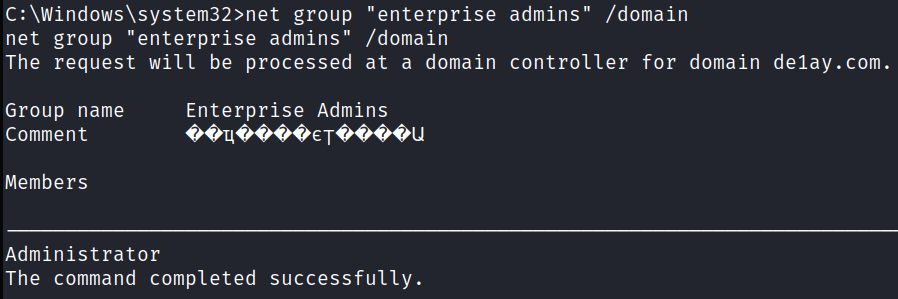 C:\Windows\system32>net group "enterprise admins" /domain
net group "enterprise admins" /domain
The request will be processed at a domain controller for domain de1ay.com.
Group name     Enterprise Admins
Comment        ��ҵ����ϵͳ����Ա
Members
-------------------------------------------------------------------------------
Administrator
The command completed successfully.